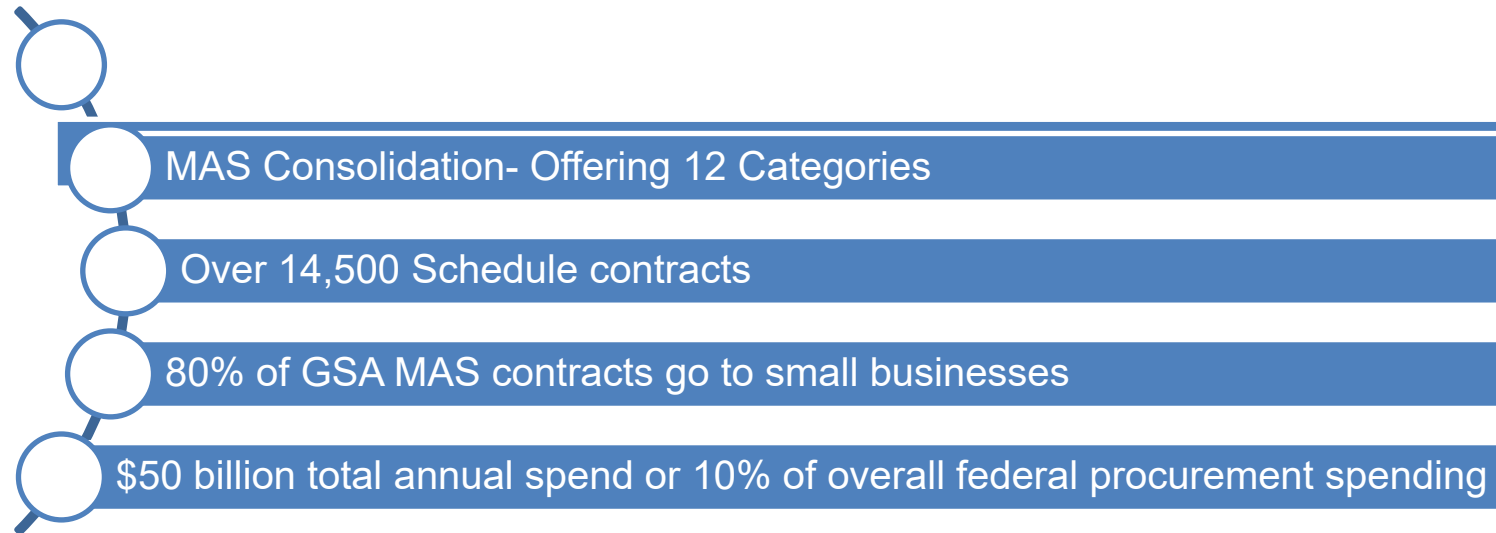 MAS Consolidation- Offering 12 Categories
Over 14,500 Schedule contracts
80% of GSA MAS contracts go to small businesses
$50 billion total annual spend or 10% of overall federal procurement spending